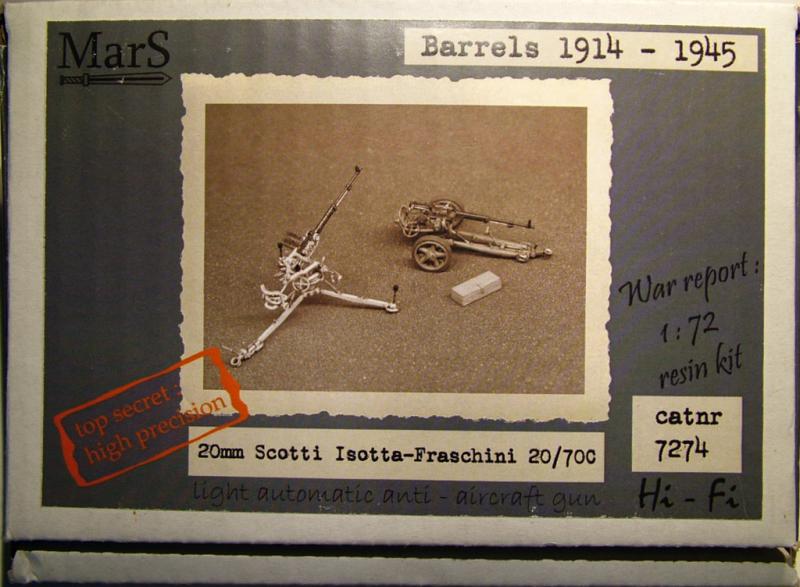 MarS
Barrels 1914 - 1945
War report :
1 : 72
resin kit
top secret :
high precision
catnr
7274
20mm Scotti Isotta-Fraschini 20/70C
light automatic anti - aircraft gun
Hi - Fi